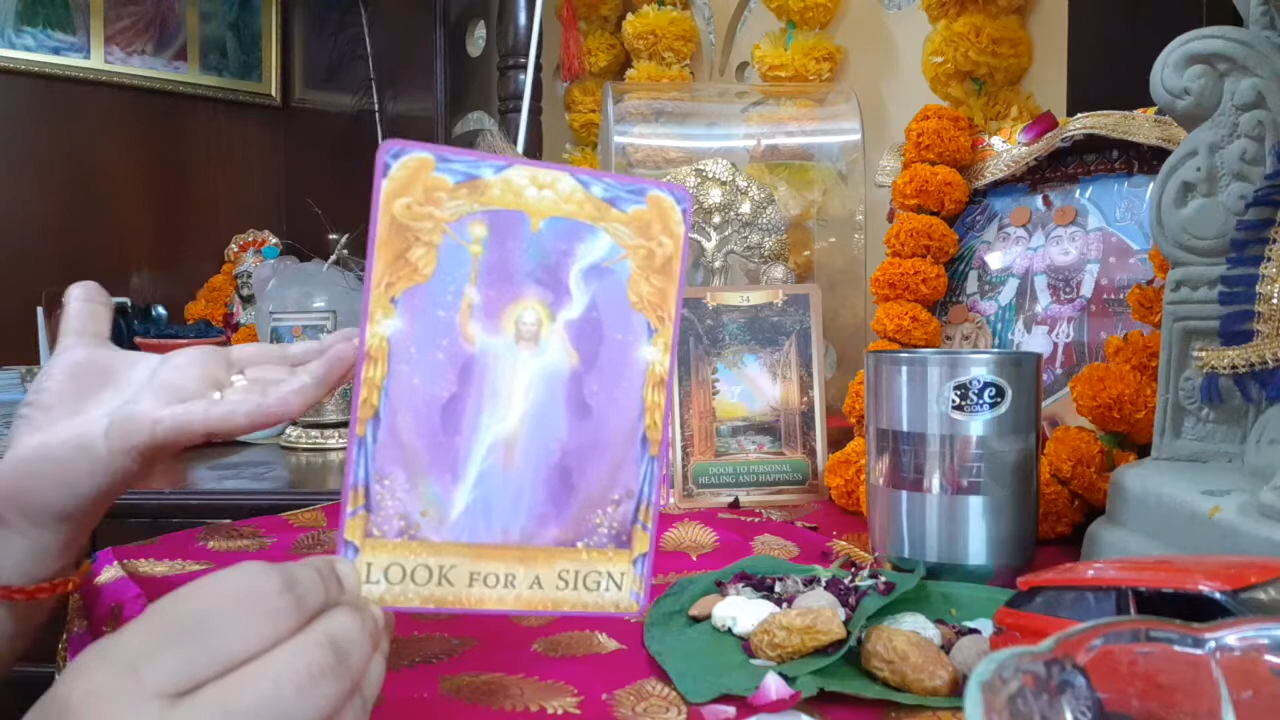 LOOK FOR A SIGN
34
DOOR TO PERSONAL
HEALING AND HAPPINESS
S.S.C.
GOLD